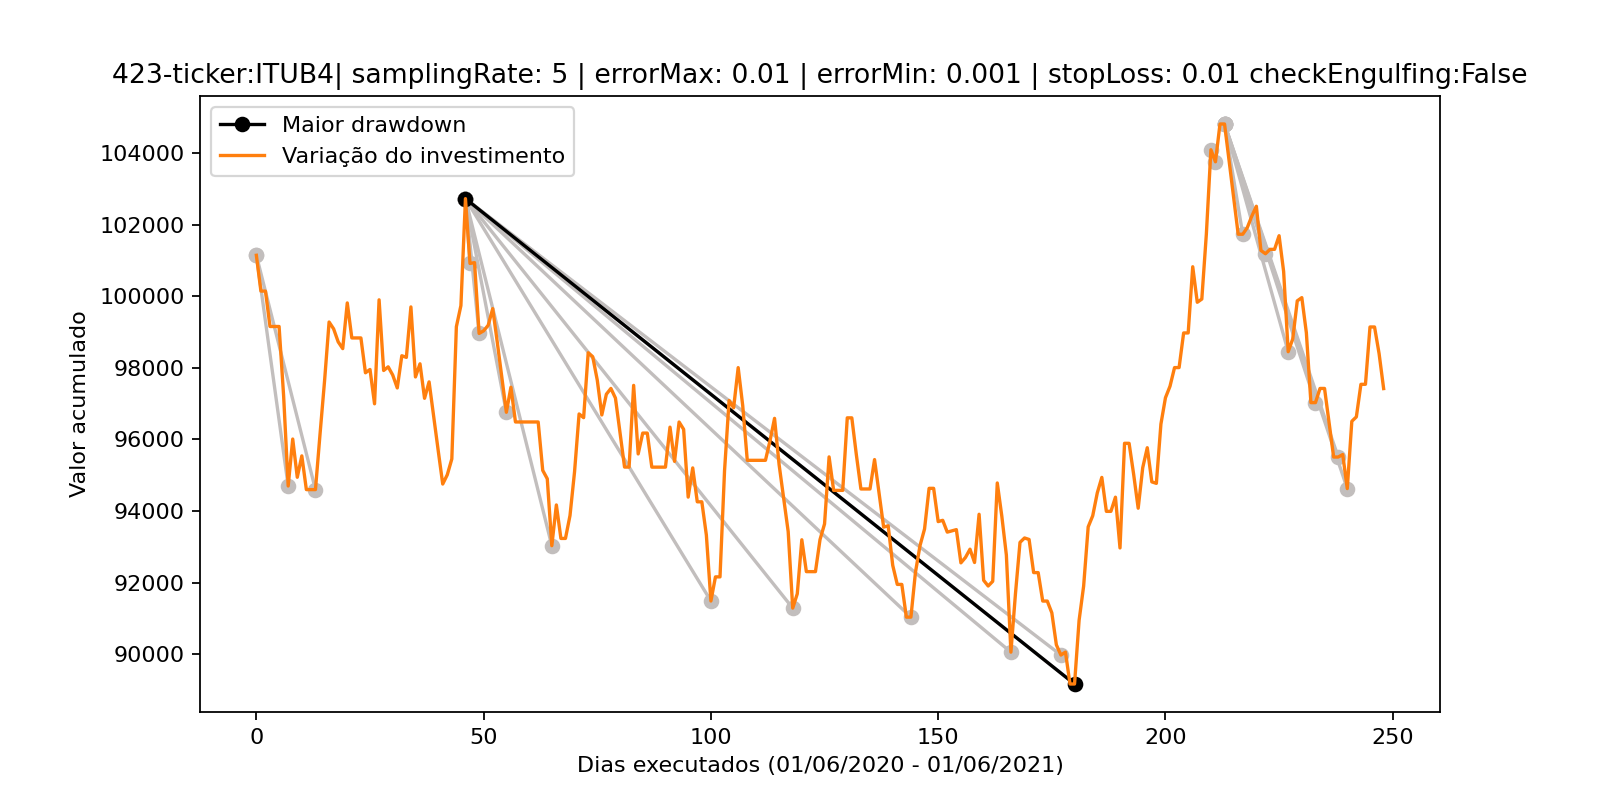 423-ticker:ITUB4| samplingRate: 5 | errorMax: 0.01 | errorMin: 0.001 | stopLoss: 0.01 checkEngulfing:False
Maior drawdown
Variação do investimento
Valor acumulado
104000
102000
100000
98000
96000
94000
92000
90000
0 50 100 150 200 250
Dias executados (01/06/2020 - 01/06/2021)